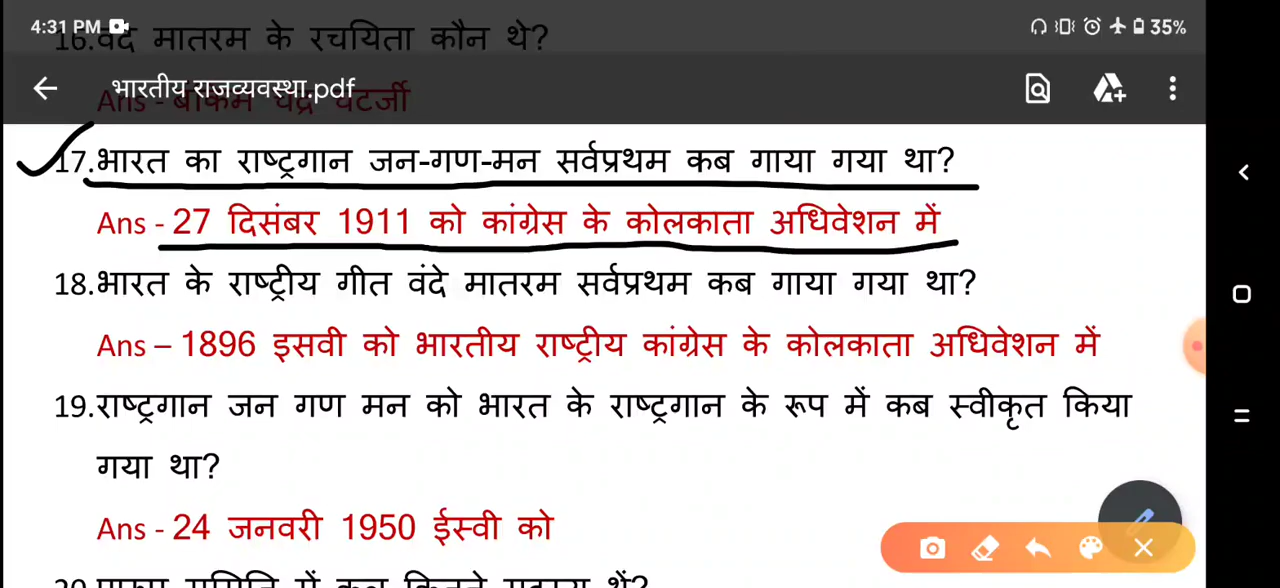 4:31 PM 35%
16.वंदे मातरम के रचयिता कौन थे?
भारतीय राजव्यवस्था.pdf
Ans - बंकिम चंद्र चटर्जी
17.भारत का राष्ट्रगान जन-गण-मन सर्वप्रथम कब गाया गया था?
Ans - 27 दिसंबर 1911 को कांग्रेस के कोलकाता अधिवेशन में
18.भारत के राष्ट्रीय गीत वंदे मातरम सर्वप्रथम कब गाया गया था?
Ans – 1896 इसवी को भारतीय राष्ट्रीय कांग्रेस के कोलकाता अधिवेशन में
19.राष्ट्रगान जन गण मन को भारत के राष्ट्रगान के रूप में कब स्वीकृत किया
गया था?
Ans - 24 जनवरी 1950 ईस्वी को